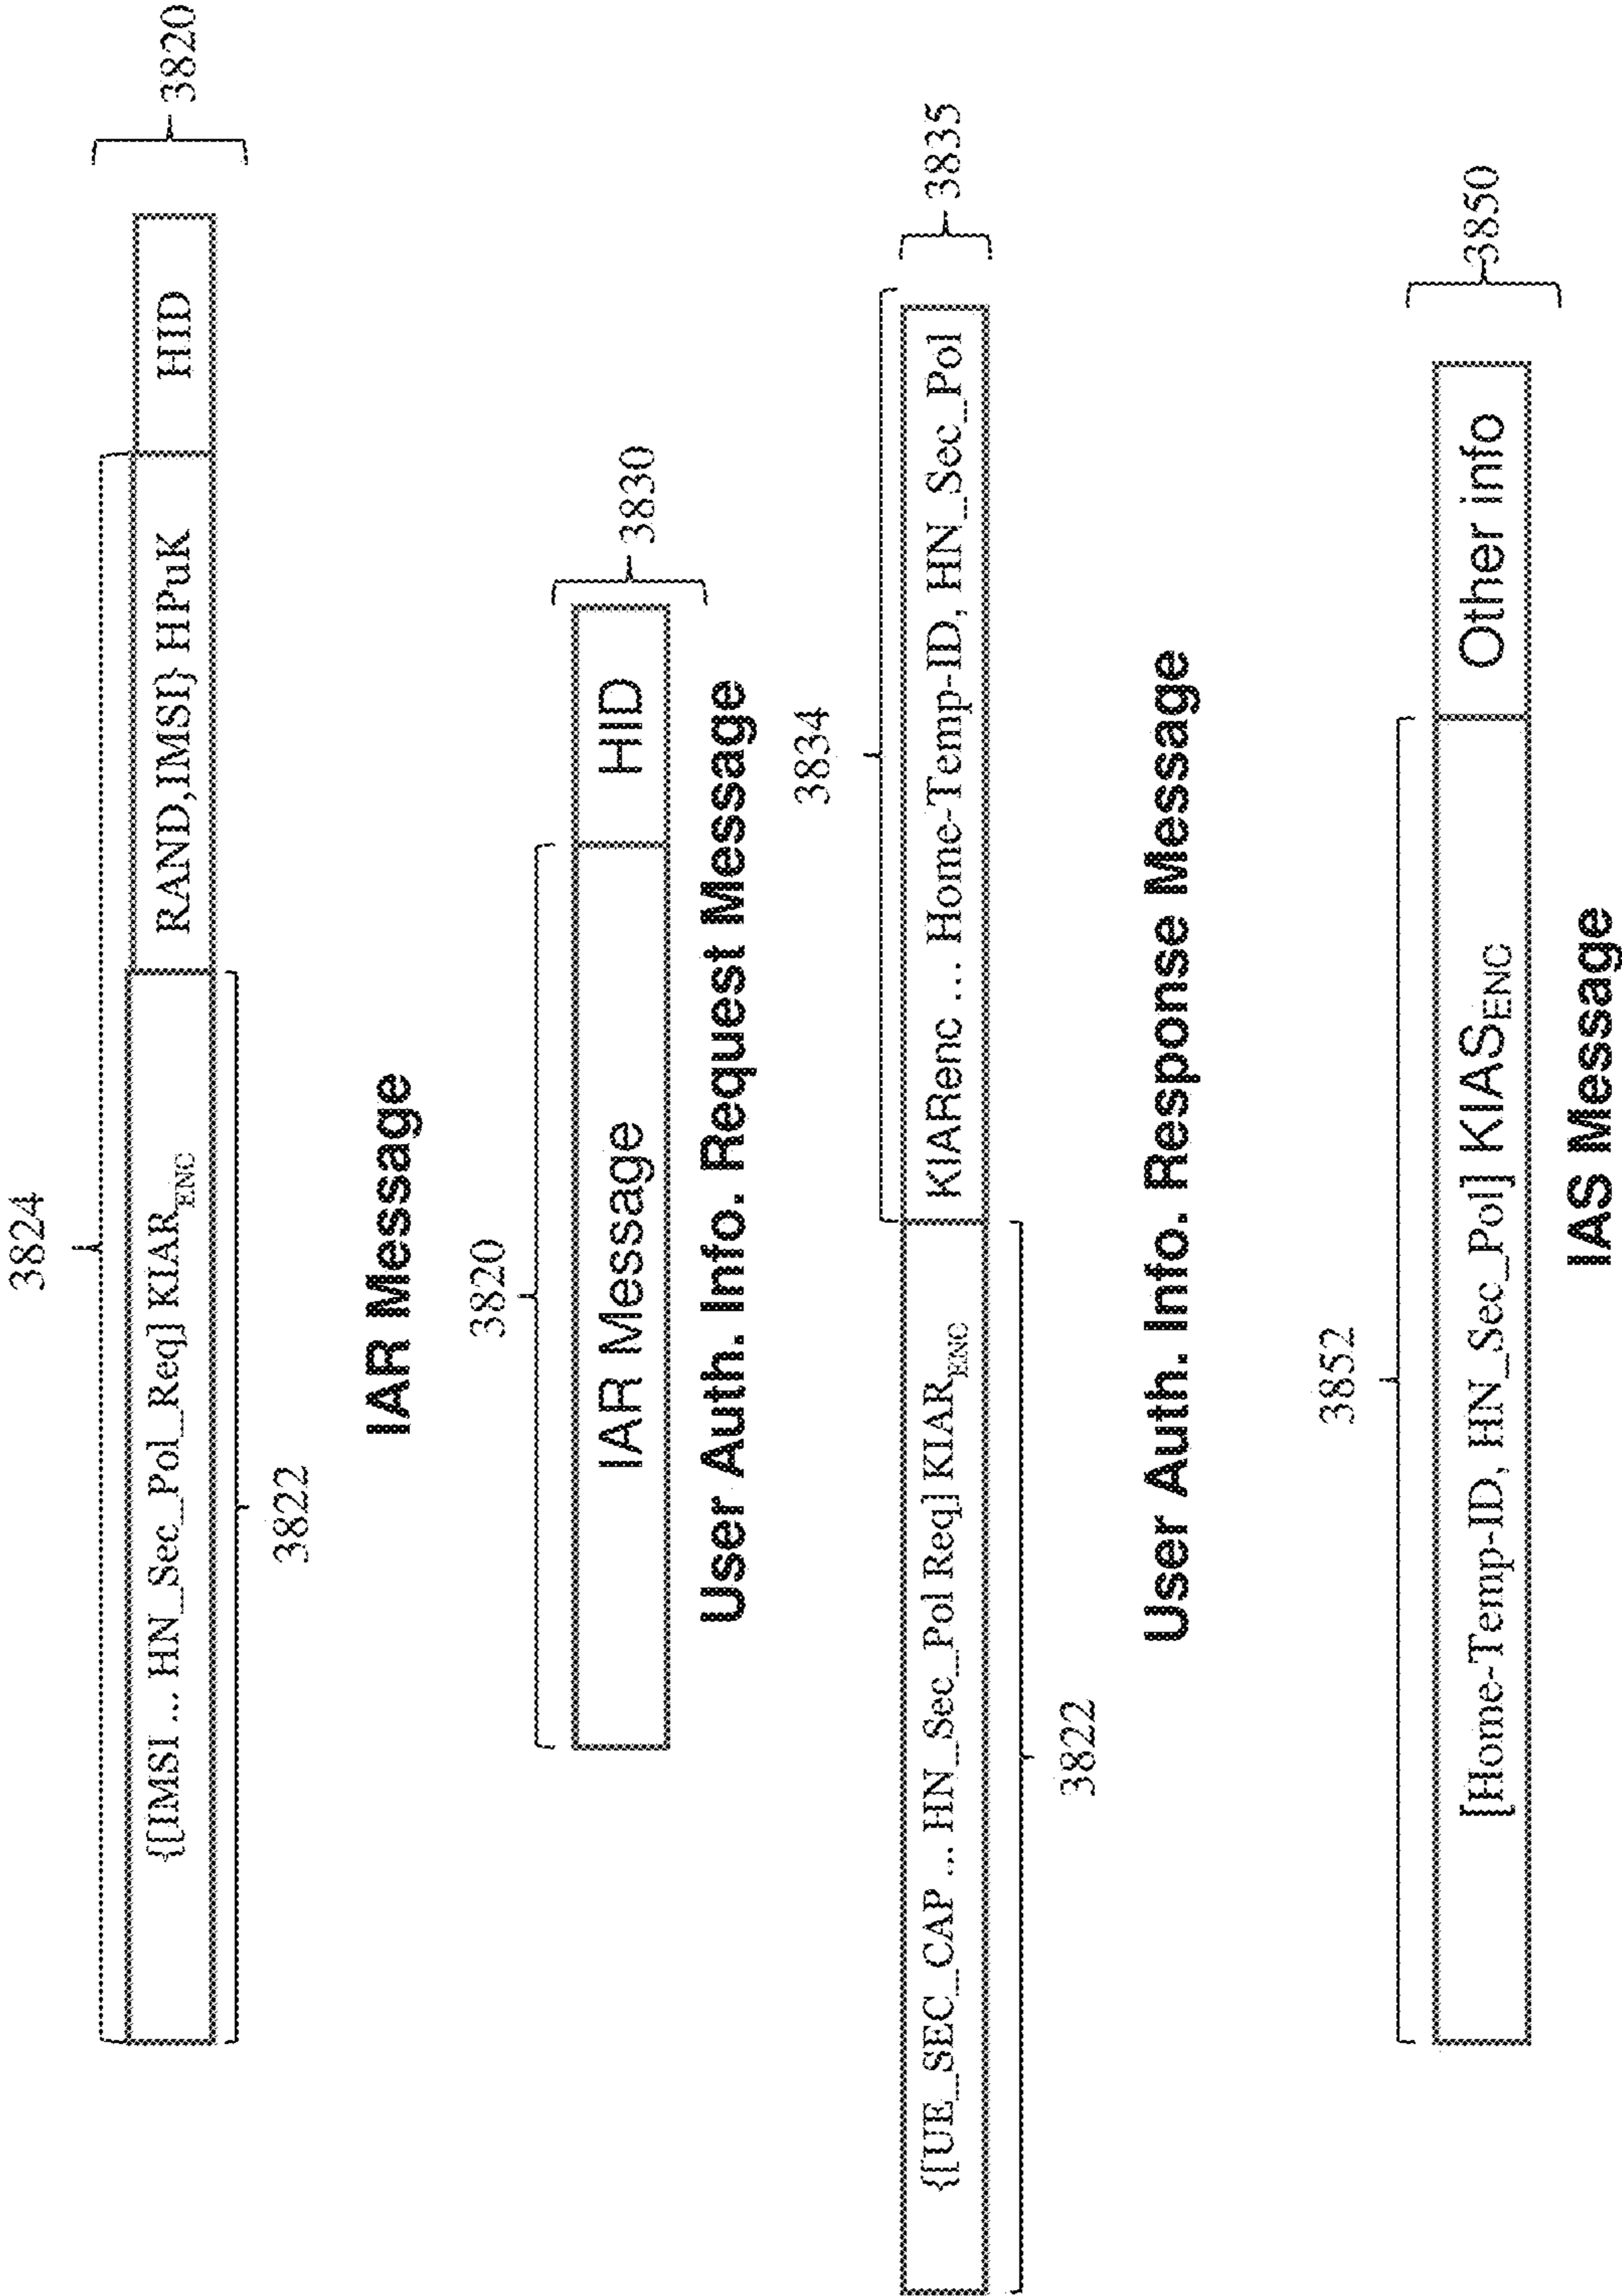 3824
{[IMSI ... HN_Sec_Pol_Req] KIAR_ENC RAND,IMSI} HPuK HID
3820
3822
IAR Message
3820
IAR Message HID
3830
User Auth. Info. Request Message
3834
{[UE_SEC_CAP ... HN_Sec_Pol Req] KIAR_ENC KIARenc ... Home-Temp-ID, HN_Sec_Pol
3835
3822
User Auth. Info. Response Message
3852
[Home-Temp-ID, HN_Sec_Pol] KIAS_ENC Other info
3850
IAS Message